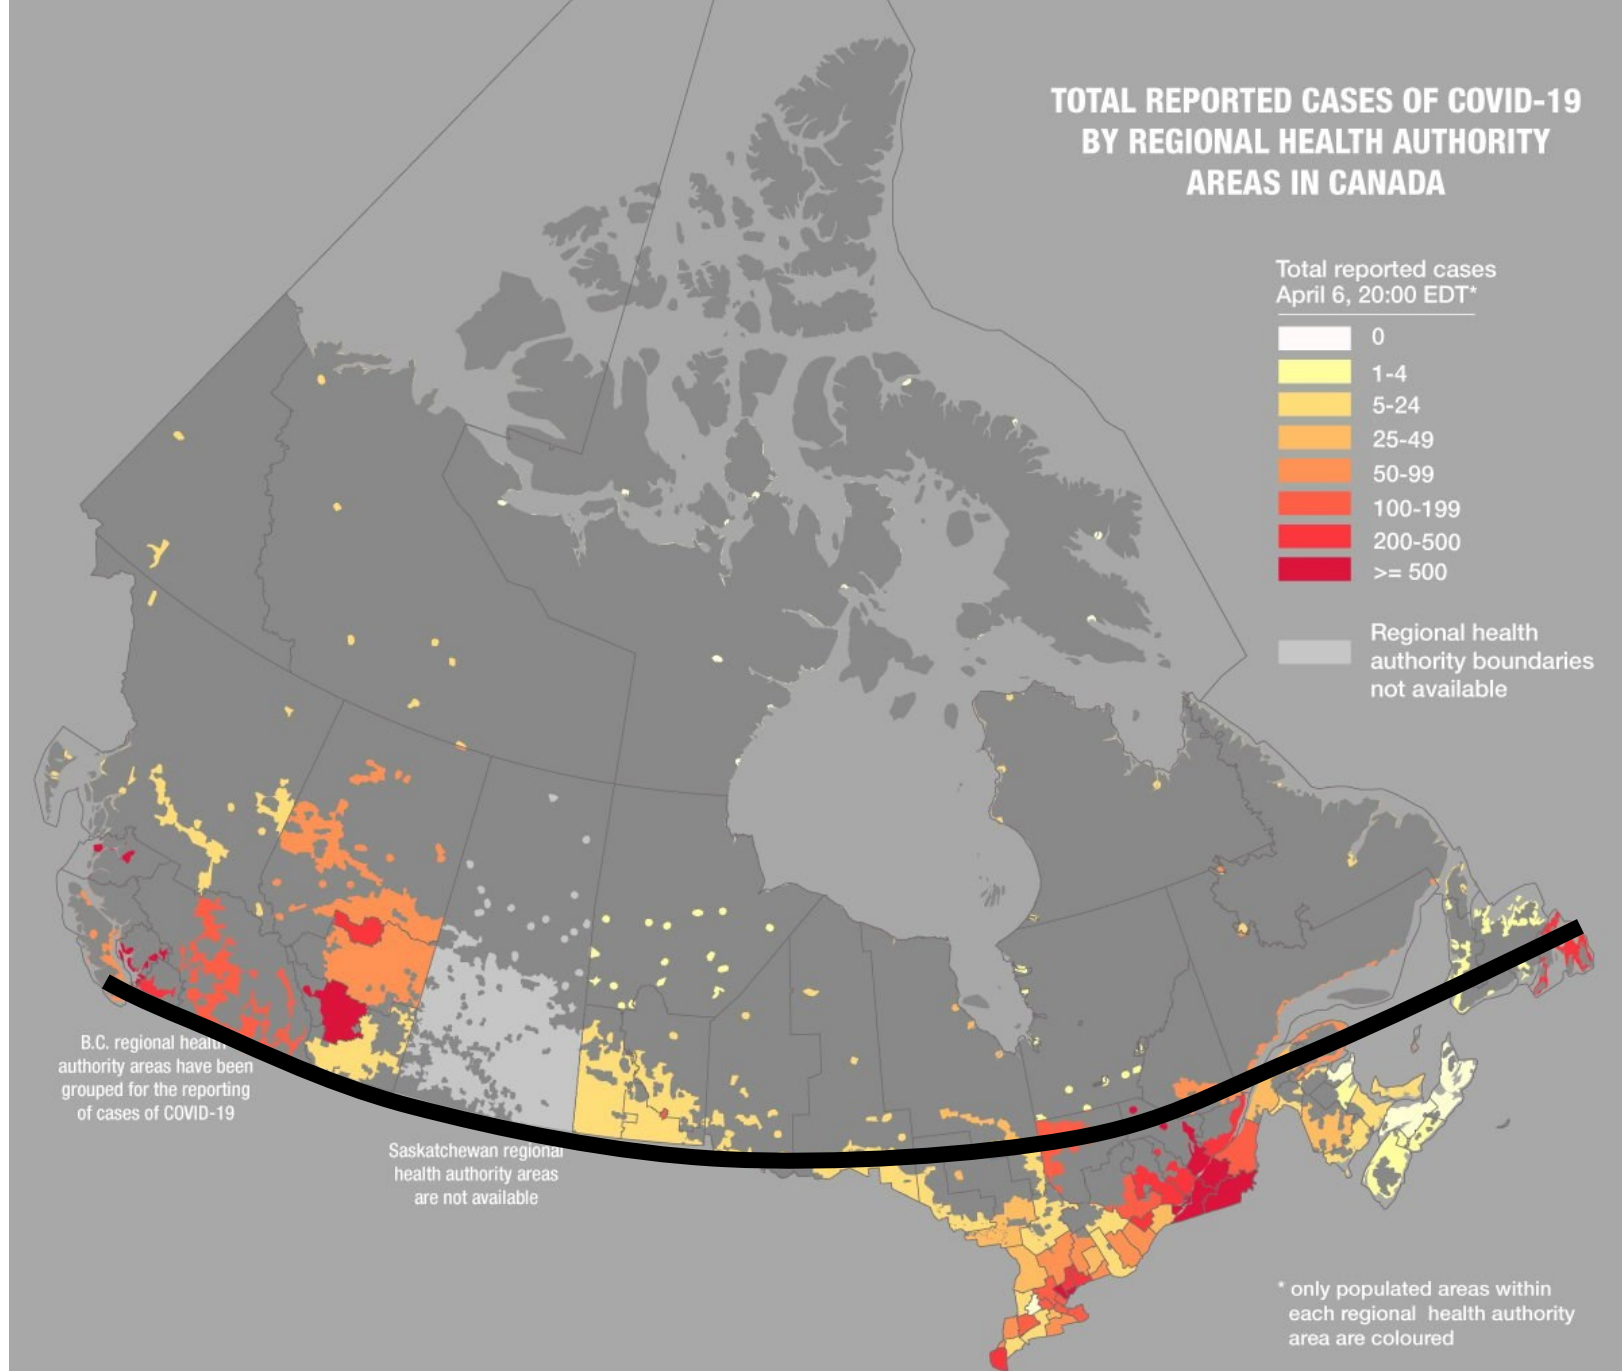 TOTAL REPORTED CASES OF COVID-19
BY REGIONAL HEALTH AUTHORITY
AREAS IN CANADA
Total reported cases
April 6, 20:00 EDT*
0
1-4
5-24
25-49
50-99
100-199
200-500
>= 500
Regional health
authority boundaries
not available
B.C. regional health
authority areas have been
grouped for the reporting
of cases of COVID-19
Saskatchewan regional
health authority areas
are not available
* only populated areas within
each regional health authority
area are coloured